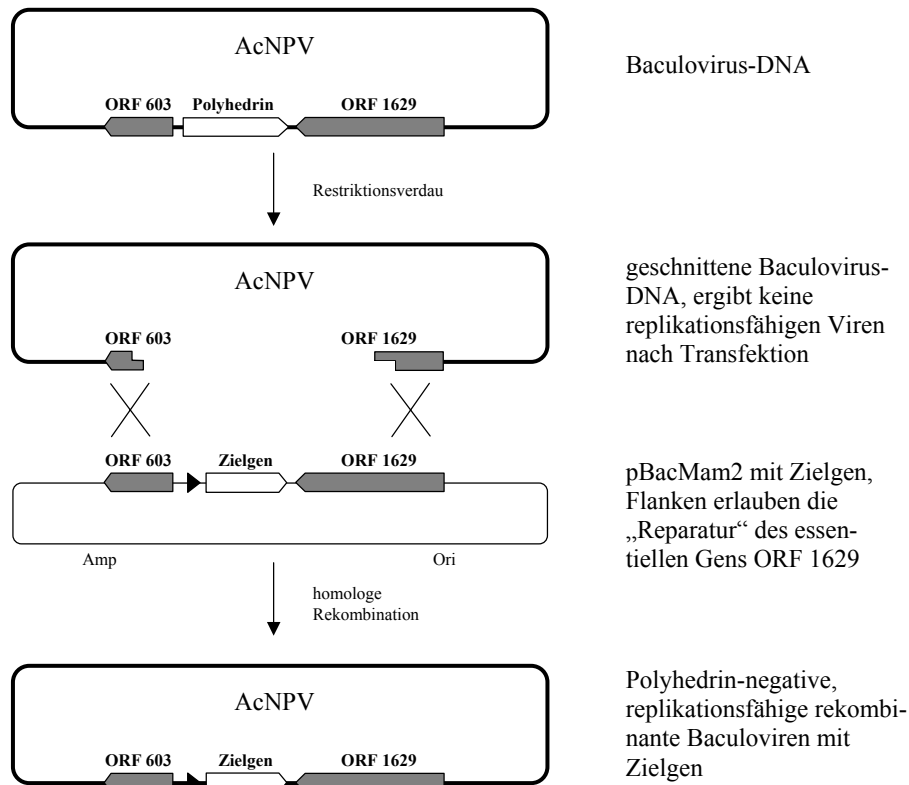 AcNPV
ORF 603 Polyhedrin ORF 1629
Baculovirus-DNA
Restriktionsverdau
AcNPV
ORF 603 ORF 1629
geschnittene Baculovirus-
DNA, ergibt keine
replikationsfähigen Viren
nach Transfektion
ORF 603 Zielgen ORF 1629
Amp Ori
pBacMam2 mit Zielgen,
Flanken erlauben die
„Reparatur“ des essen-
tiellen Gens ORF 1629
homologe
Rekombination
AcNPV
ORF 603 Zielgen ORF 1629
Polyhedrin-negative,
replikationsfähige rekombi-
nante Baculoviren mit
Zielgen